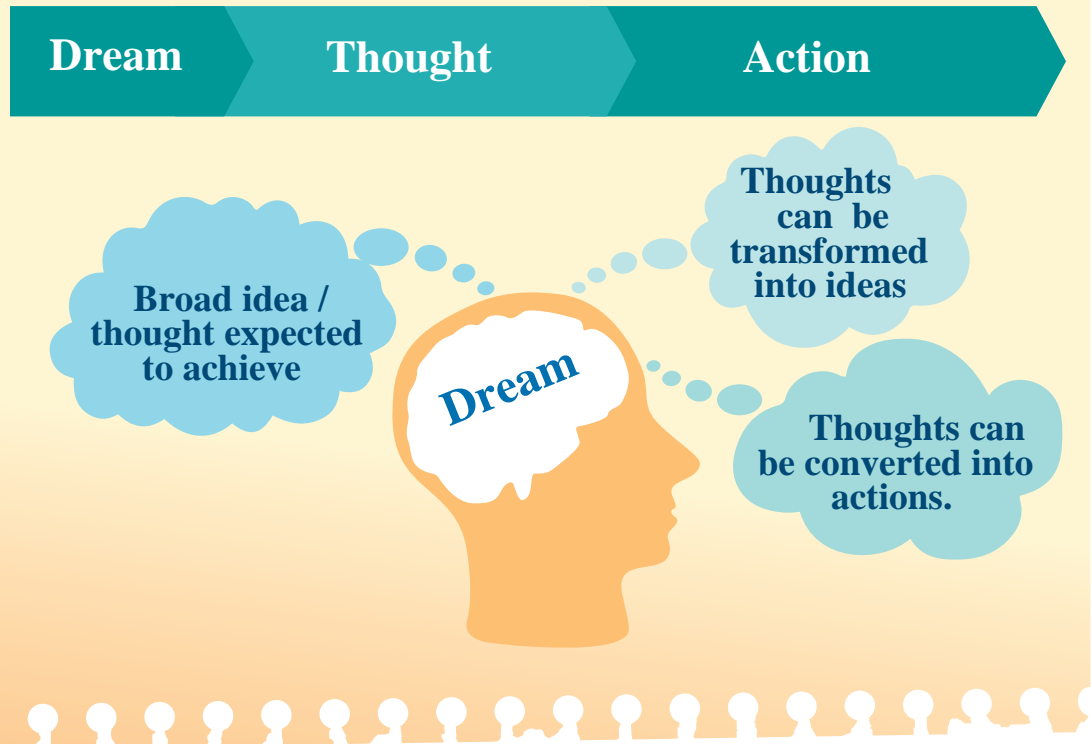 Dream Thought Action
Broad idea /
thought expected
to achieve
Dream
Thoughts
can be
transformed
into ideas
Thoughts can
be converted into
actions.